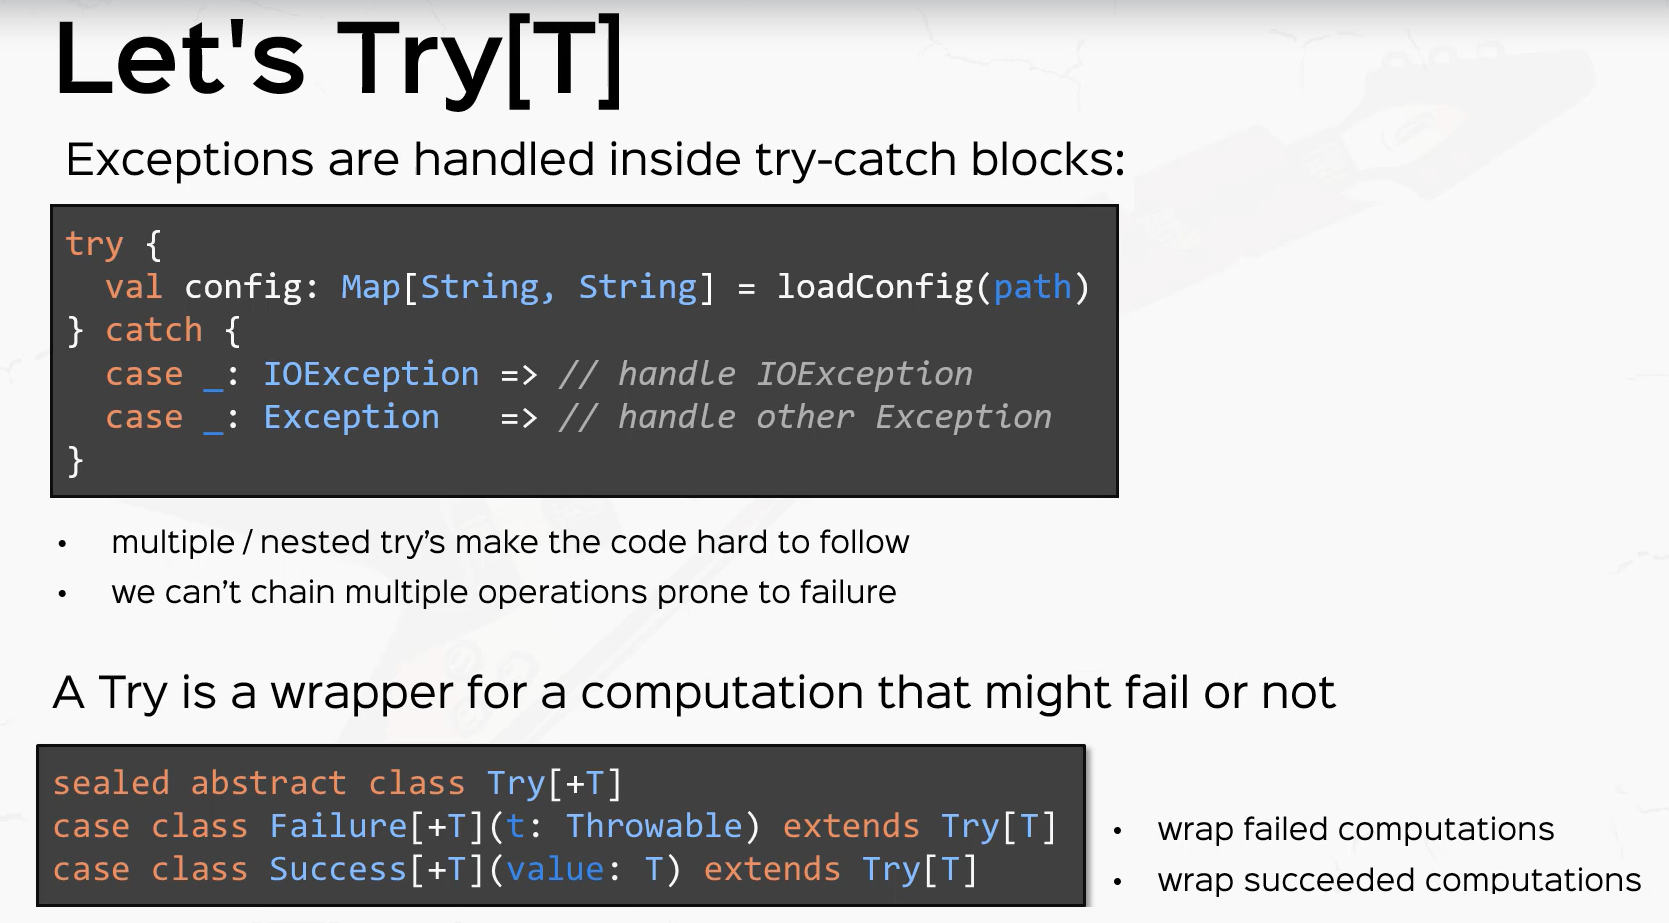 Let's Try[T]
Exceptions are handled inside try-catch blocks:
try {
  val config: Map[String, String] = loadConfig(path)
} catch {
  case _: IOException => // handle IOException
  case _: Exception   => // handle other Exception
}
• multiple / nested try’s make the code hard to follow
• we can’t chain multiple operations prone to failure
A Try is a wrapper for a computation that might fail or not
sealed abstract class Try[+T]
case class Failure[+T](t: Throwable) extends Try[T]
case class Success[+T](value: T) extends Try[T]
• wrap failed computations
• wrap succeeded computations